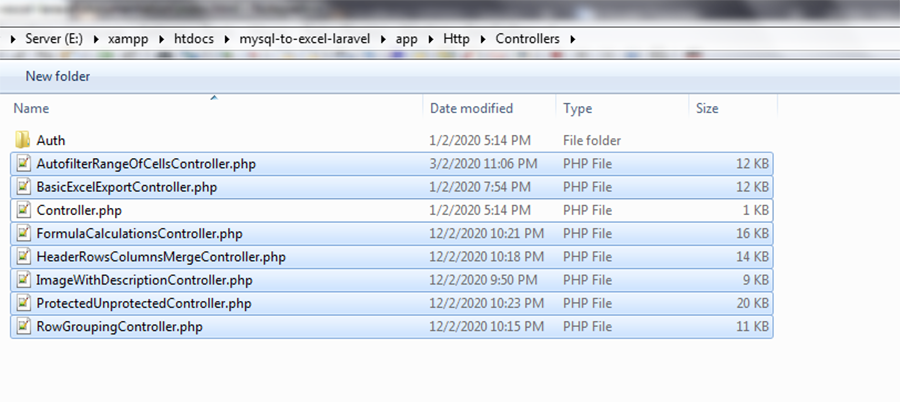 Server (E:) xampp htdocs mysql-to-excel-laravel app Http Controllers
New folder
Name Date modified Type Size
Auth 1/2/2020 5:14 PM File folder
AutofilterRangeOfCellsController.php 3/2/2020 11:06 PM PHP File 12 KB
BasicExcelExportController.php 1/2/2020 7:54 PM PHP File 12 KB
Controller.php 1/2/2020 5:14 PM PHP File 1 KB
FormulaCalculationsController.php 12/2/2020 10:21 PM PHP File 16 KB
HeaderRowsColumnsMergeController.php 12/2/2020 10:18 PM PHP File 14 KB
ImageWithDescriptionController.php 12/2/2020 9:50 PM PHP File 9 KB
ProtectedUnprotectedController.php 12/2/2020 10:23 PM PHP File 20 KB
RowGroupingController.php 12/2/2020 10:15 PM PHP File 11 KB